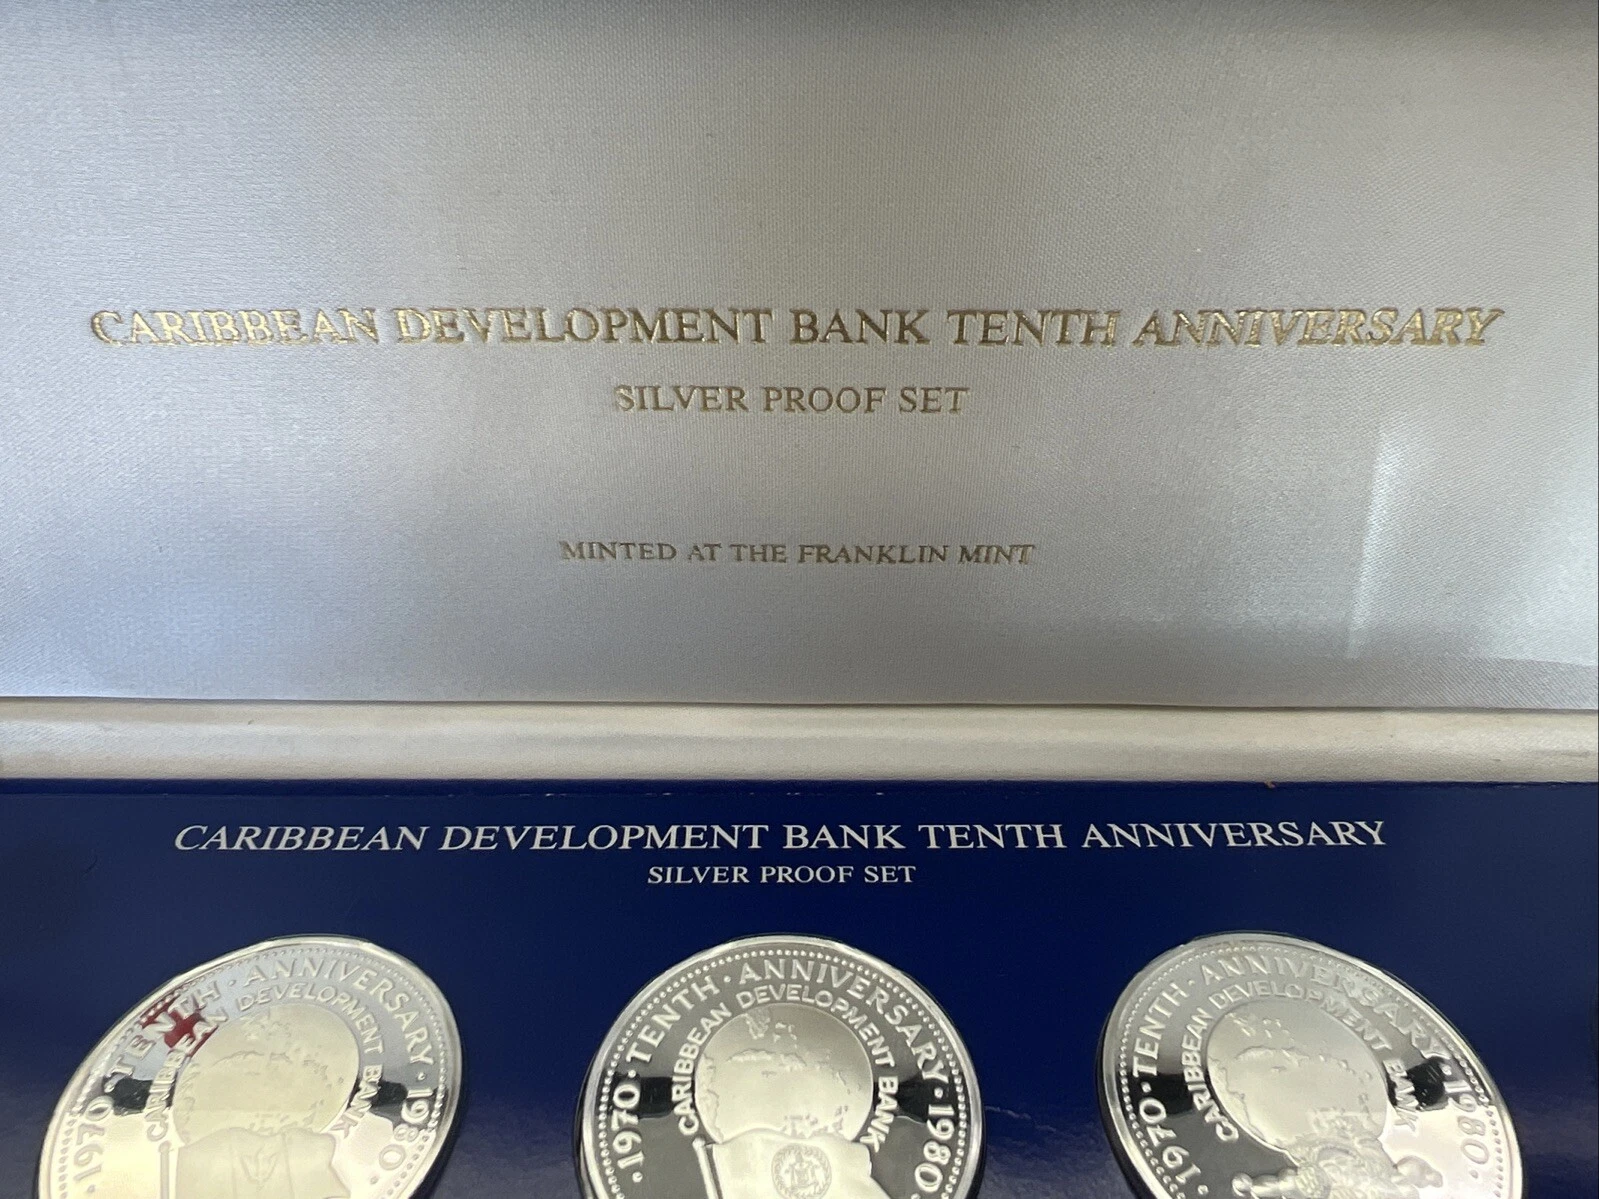 CARIBBEAN DEVELOPMENT BANK TENTH ANNIVERSARY
SILVER PROOF SET
MINTED AT THE FRANKLIN MINT
CARIBBEAN DEVELOPMENT BANK TENTH ANNIVERSARY
SILVER PROOF SET
1970 · TENTH · ANNIVERSARY · 1980
CARIBBEAN DEVELOPMENT BANK
· 1970 · TENTH · ANNIVERSARY · 1980 ·
CARIBBEAN DEVELOPMENT BANK
· 1970 · TENTH · ANNIVERSARY · 1980
CARIBBEAN DEVELOPMENT BANK